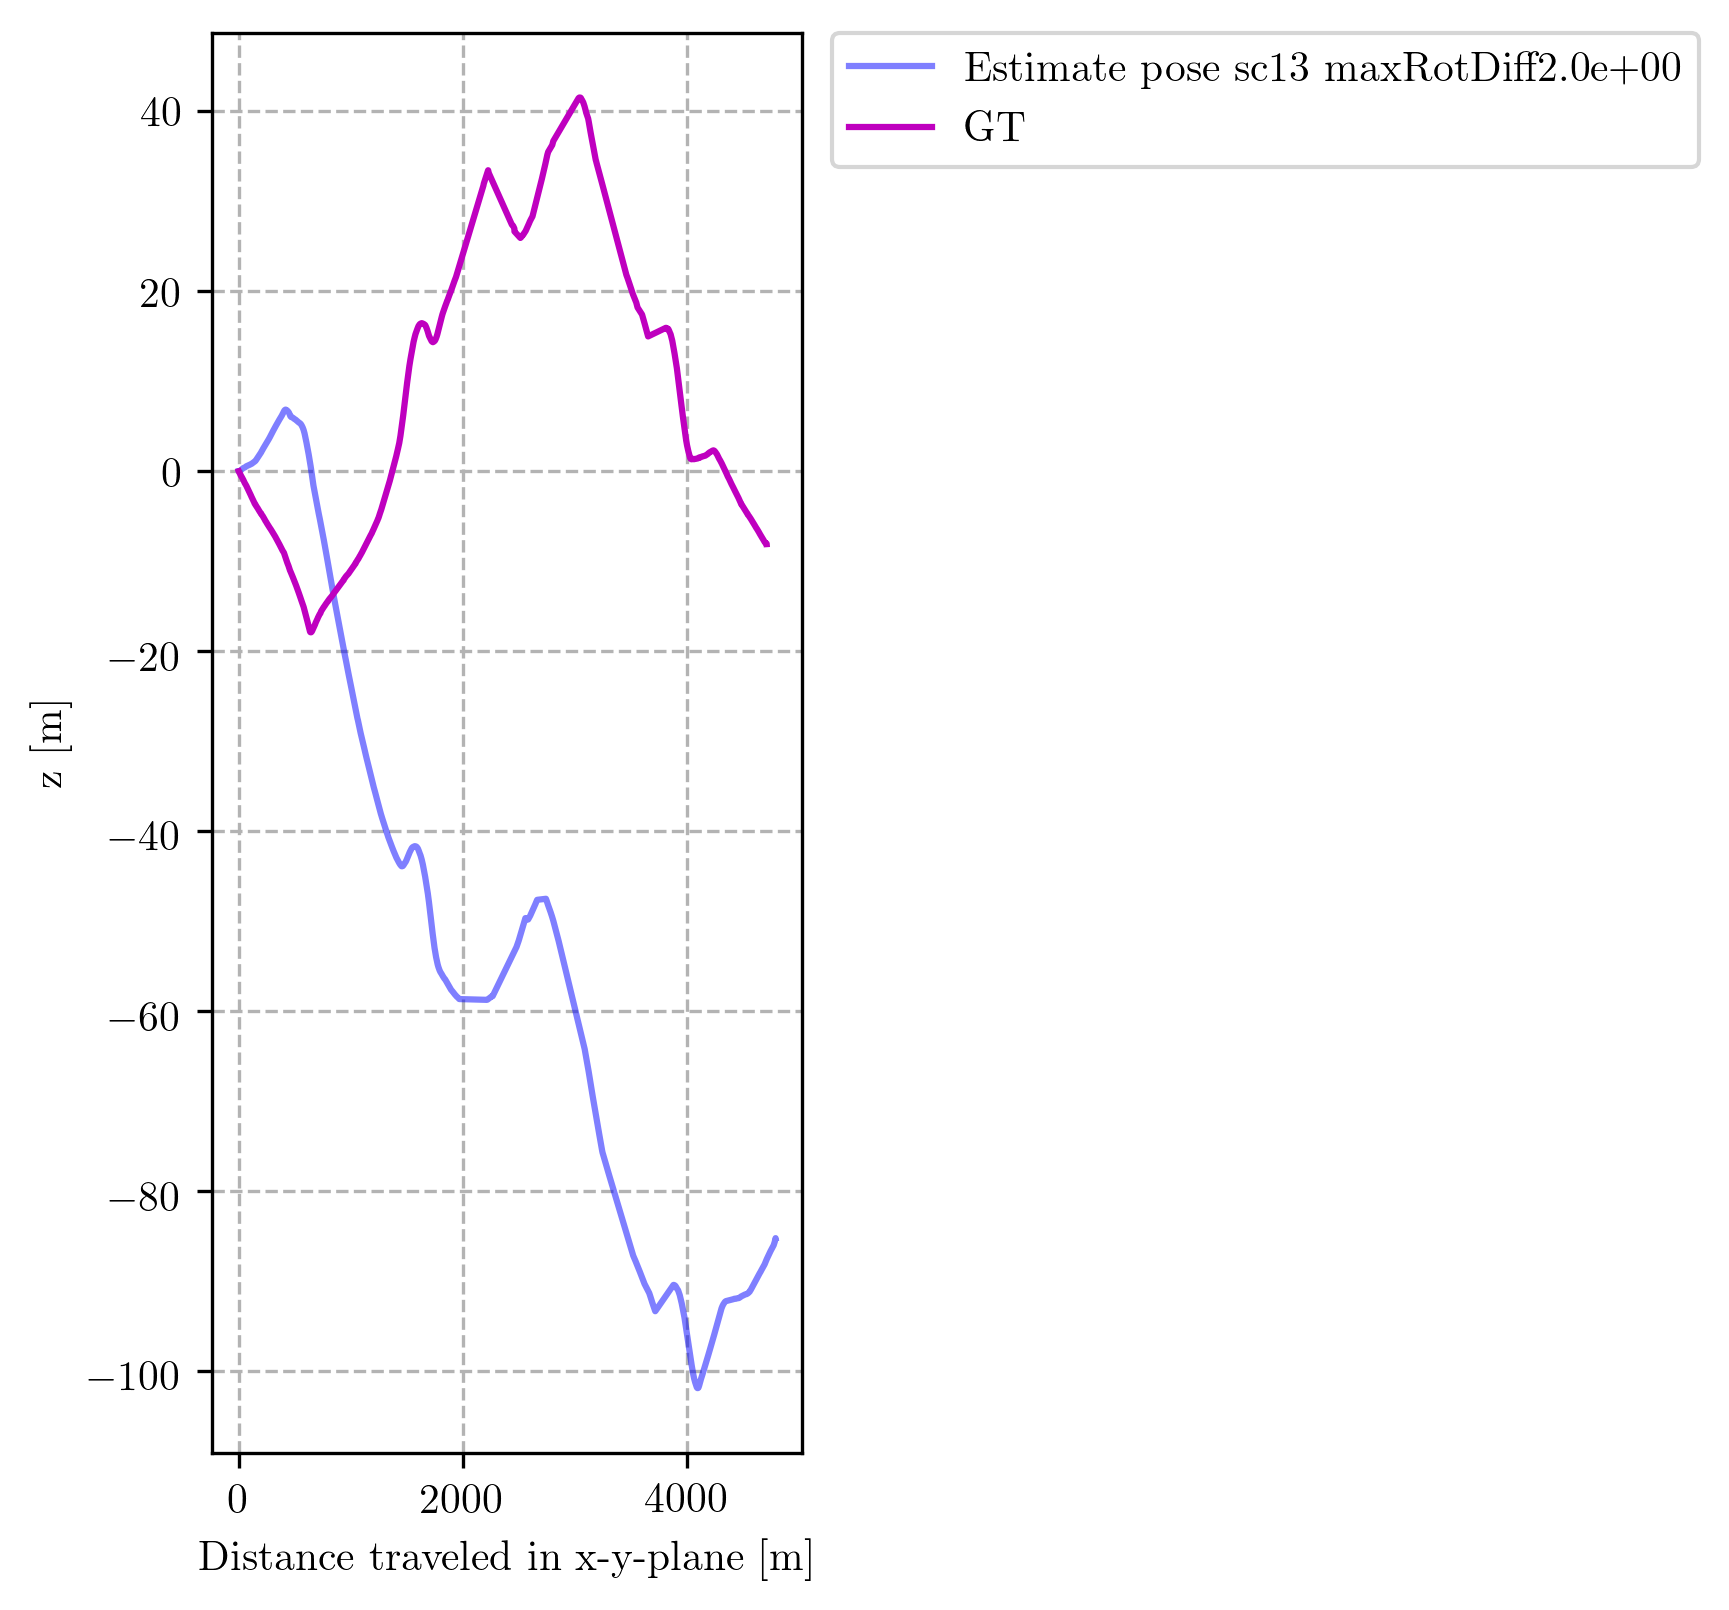 Estimate pose sc13 maxRotDiff2.0e+00
GT
40
20
0
−20
−40
−60
−80
−100
z [m]
0 2000 4000
Distance traveled in x-y-plane [m]